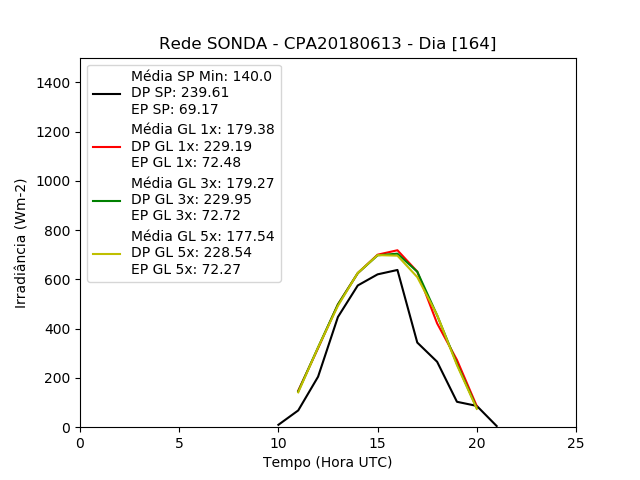 Rede SONDA - CPA20180613 - Dia [164]
Média SP Min: 140.0
DP SP: 239.61
EP SP: 69.17
Média GL 1x: 179.38
DP GL 1x: 229.19
EP GL 1x: 72.48
Média GL 3x: 179.27
DP GL 3x: 229.95
EP GL 3x: 72.72
Média GL 5x: 177.54
DP GL 5x: 228.54
EP GL 5x: 72.27
Irradiância (Wm-2)
1400
1200
1000
800
600
400
200
0
0 5 10 15 20 25
Tempo (Hora UTC)